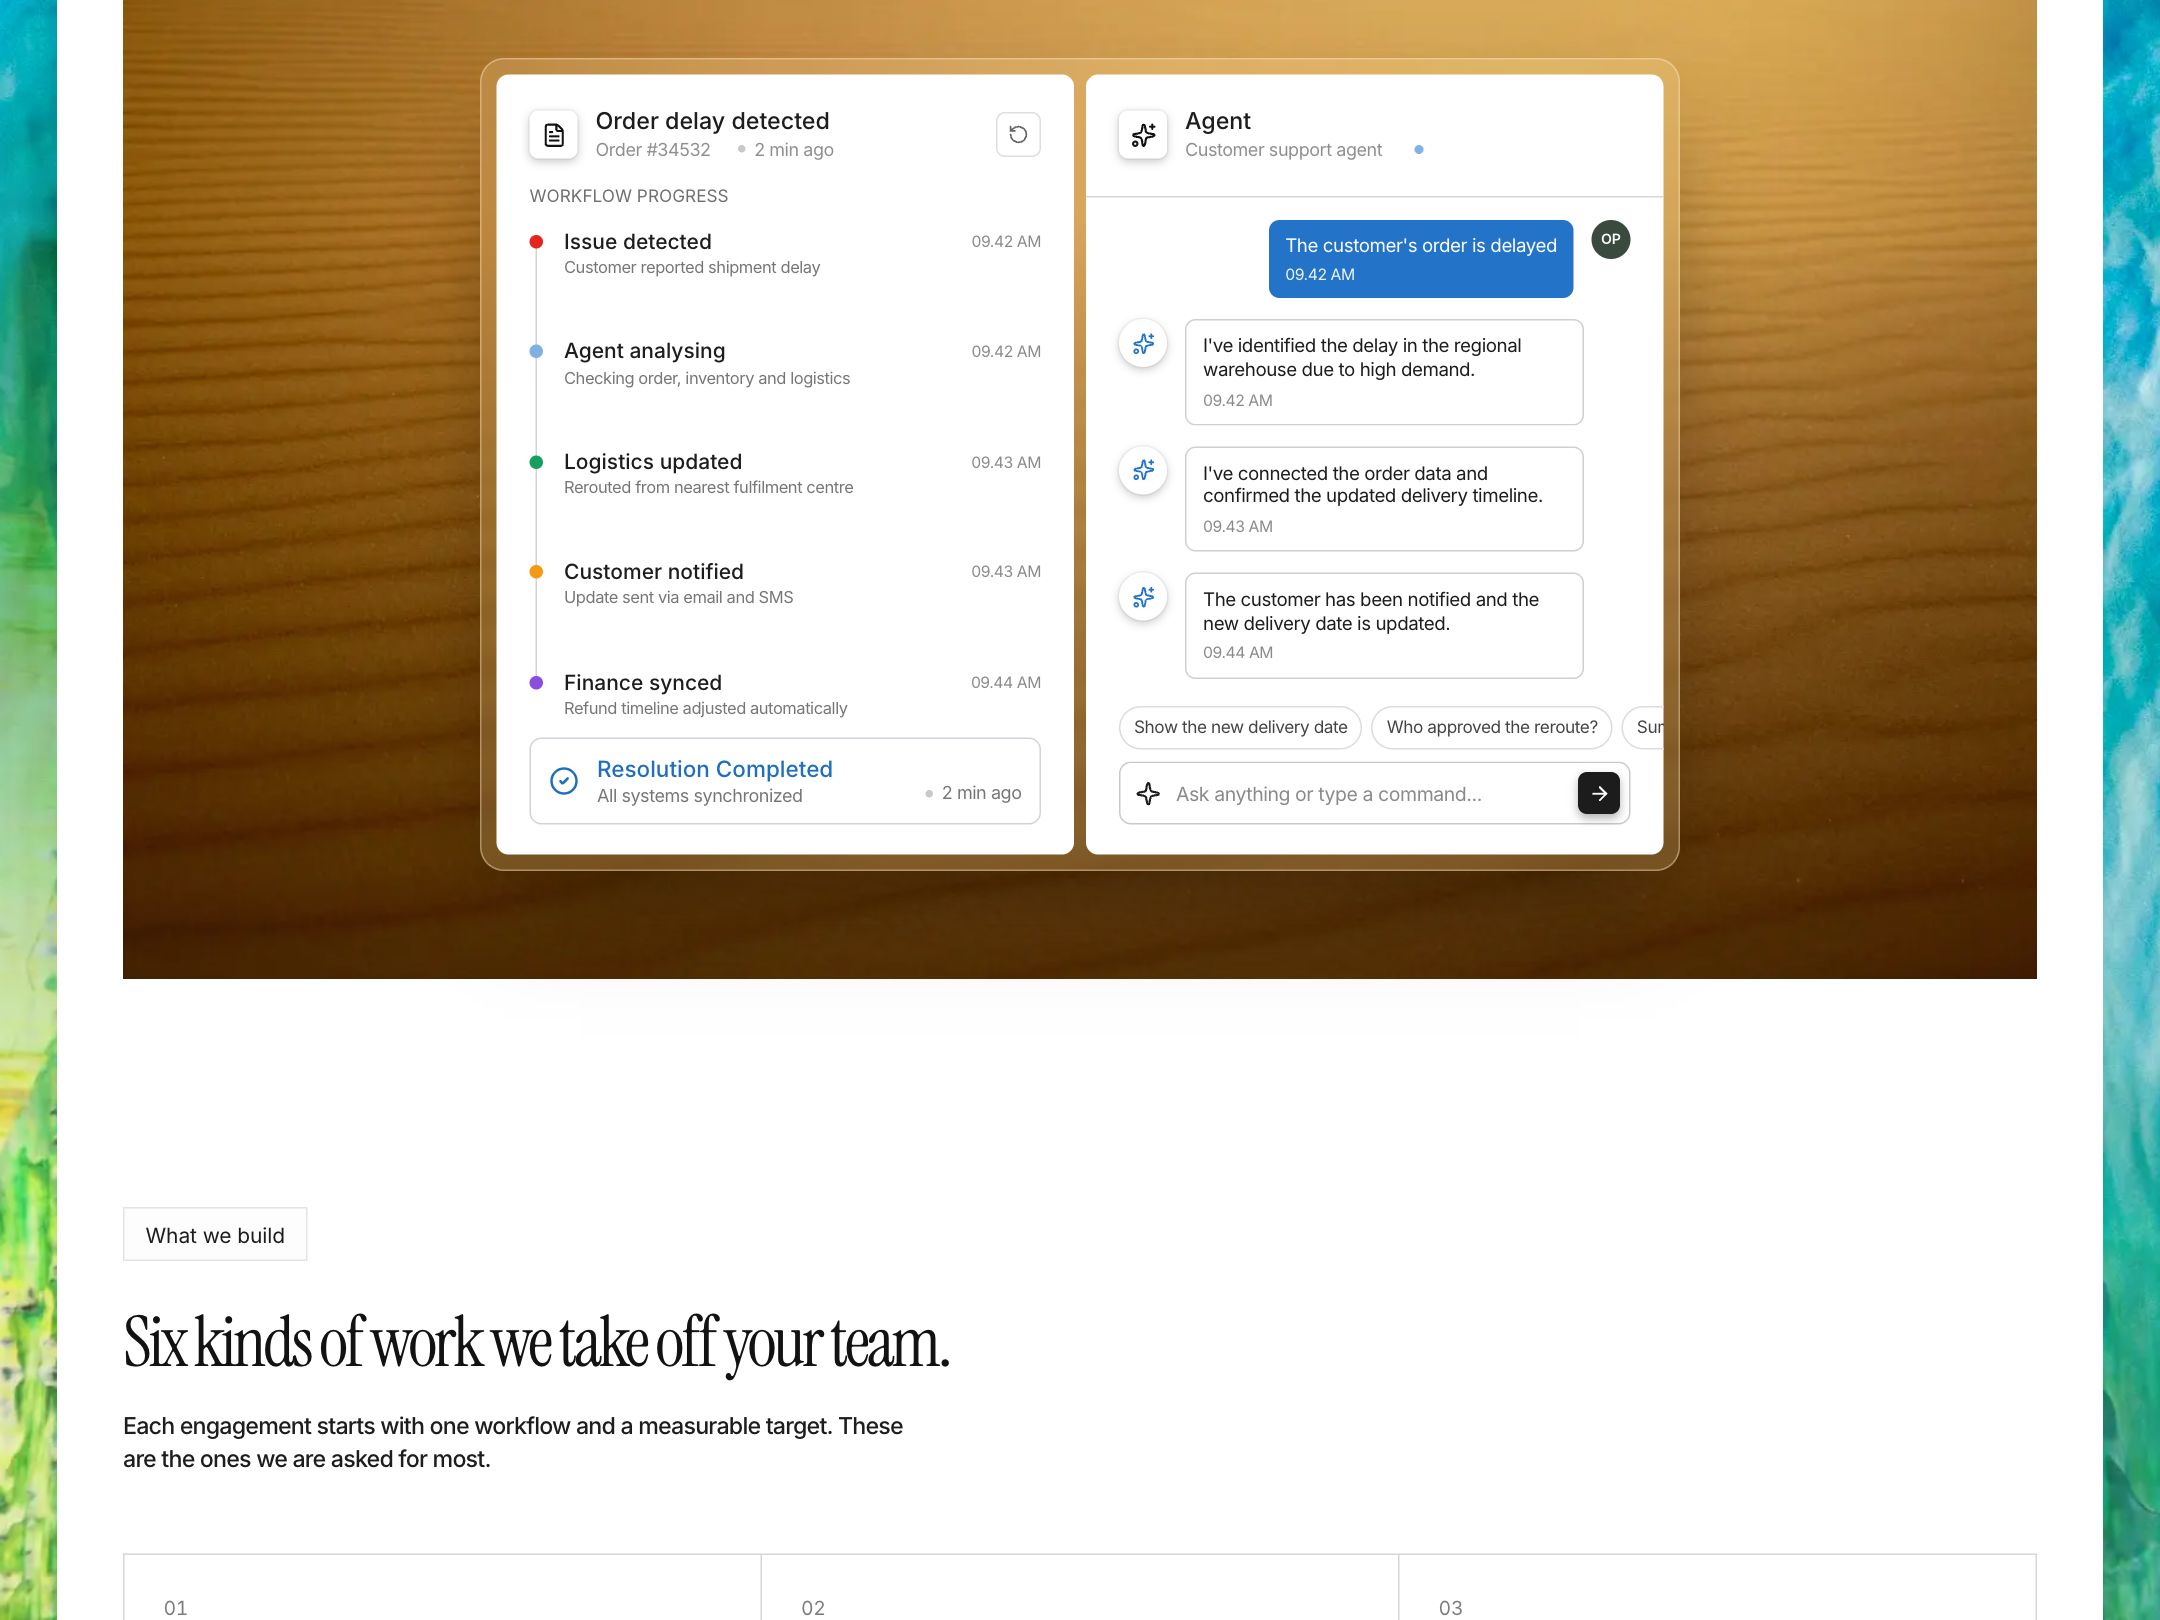 Order delay detected
Order #34532 2 min ago
WORKFLOW PROGRESS
Issue detected 09.42 AM
Customer reported shipment delay
Agent analysing 09.42 AM
Checking order, inventory and logistics
Logistics updated 09.43 AM
Rerouted from nearest fulfilment centre
Customer notified 09.43 AM
Update sent via email and SMS
Finance synced 09.44 AM
Refund timeline adjusted automatically
Resolution Completed
All systems synchronized 2 min ago
Agent
Customer support agent
The customer's order is delayed
09.42 AM
OP
I've identified the delay in the regional
warehouse due to high demand.
09.42 AM
I've connected the order data and
confirmed the updated delivery timeline.
09.43 AM
The customer has been notified and the
new delivery date is updated.
09.44 AM
Show the new delivery date Who approved the reroute?
Ask anything or type a command...
What we build
Six kinds of work we take off your team.
Each engagement starts with one workflow and a measurable target. These
are the ones we are asked for most.
01 02 03